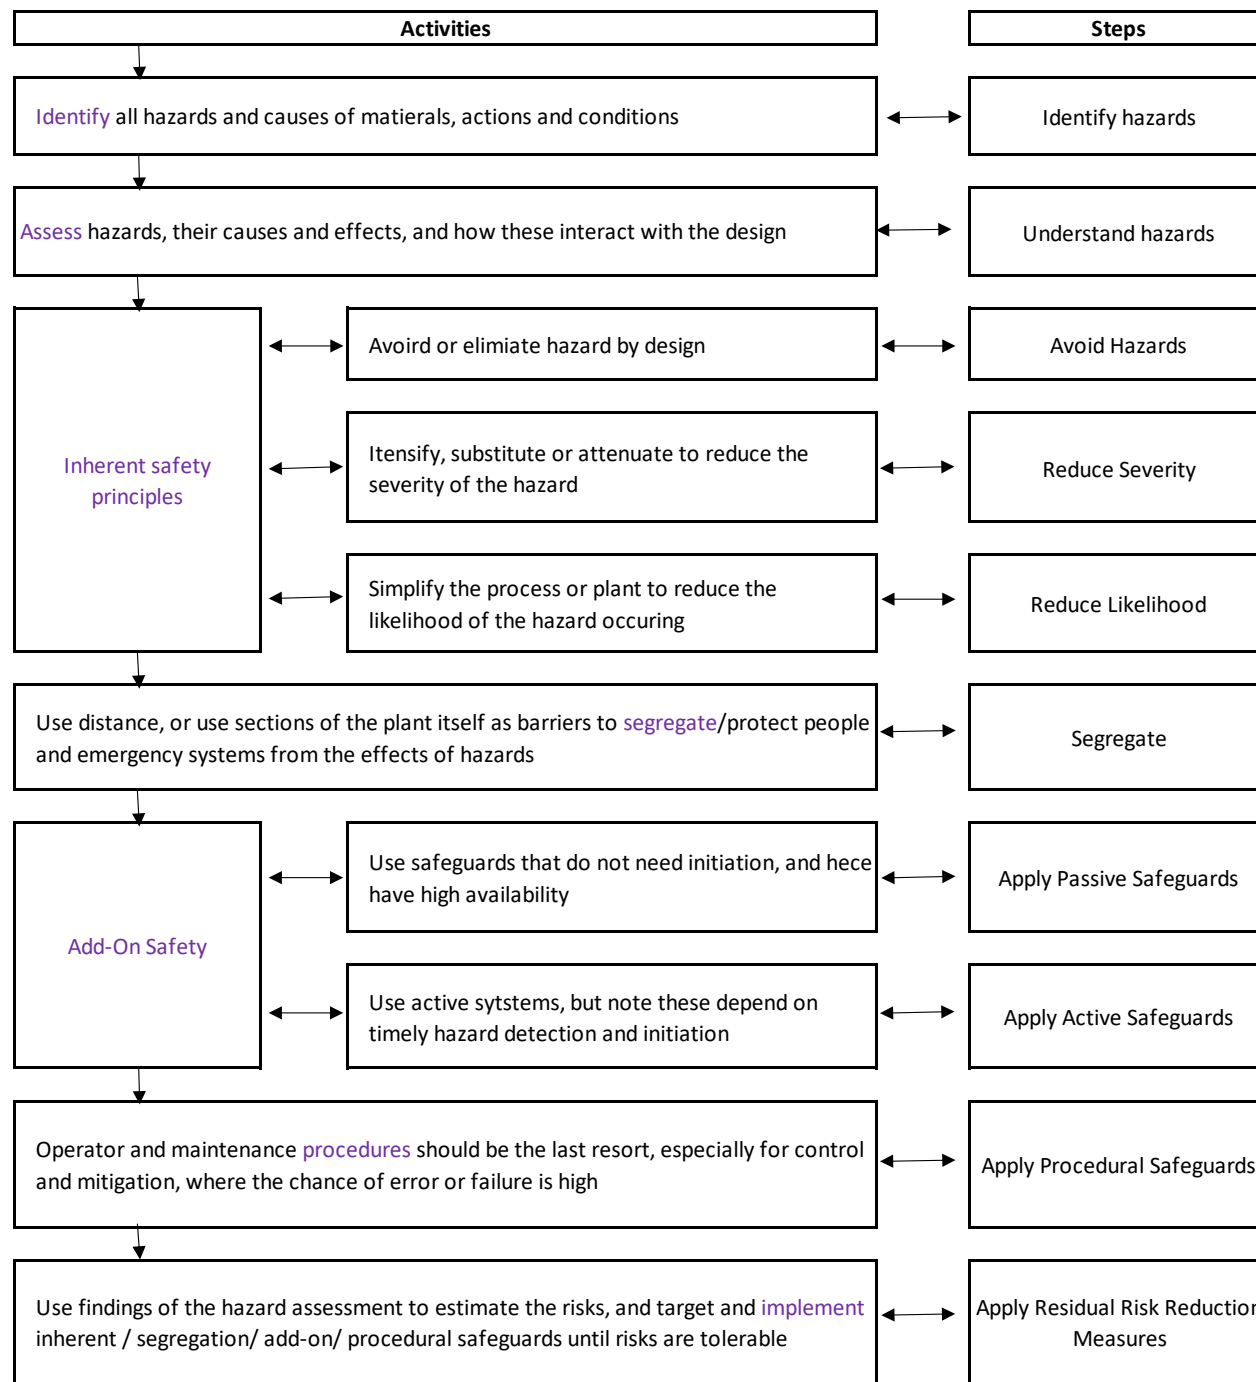 Activities
Steps
Identify all hazards and causes of matierals, actions and conditions
Identify hazards
Assess hazards, their causes and effects, and how these interact with the design
Understand hazards
Inherent safety
principles
Avoird or elimiate hazard by design
Avoid Hazards
Itensify, substitute or attenuate to reduce the
severity of the hazard
Reduce Severity
Simplify the process or plant to reduce the
likelihood of the hazard occuring
Reduce Likelihood
Use distance, or use sections of the plant itself as barriers to segregate/protect people
and emergency systems from the effects of hazards
Segregate
Add-On Safety
Use safeguards that do not need initiation, and hece
have high availability
Apply Passive Safeguards
Use active sytstems, but note these depend on
timely hazard detection and initiation
Apply Active Safeguards
Operator and maintenance procedures should be the last resort, especially for control
and mitigation, where the chance of error or failure is high
Apply Procedural Safeguards
Use findings of the hazard assessment to estimate the risks, and target and implement
inherent / segregation/ add-on/ procedural safeguards until risks are tolerable
Apply Residual Risk Reduction
Measures